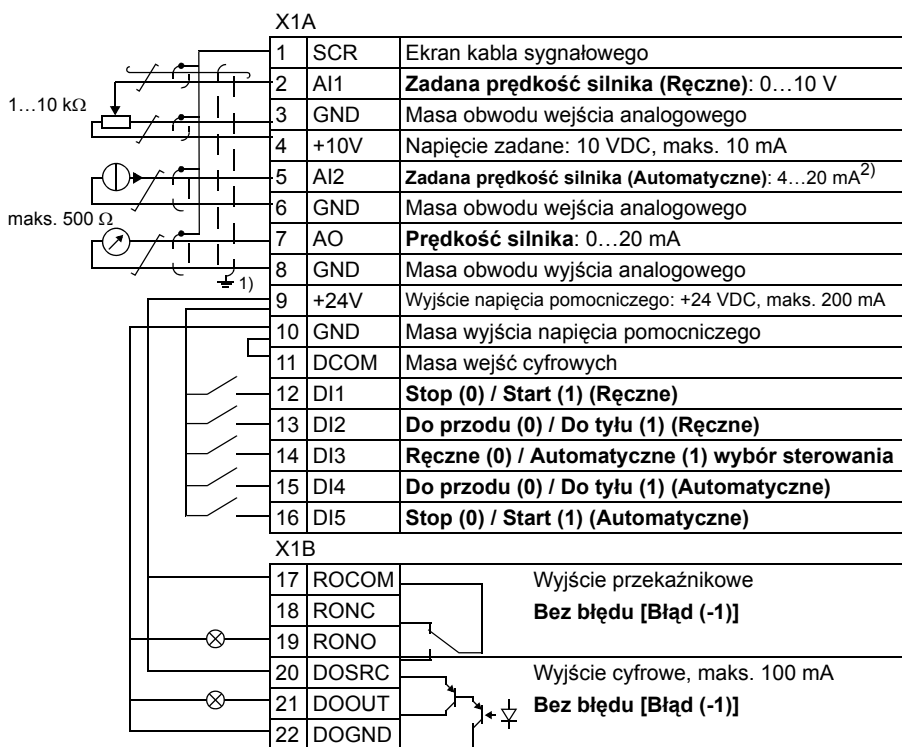 X1A
1 SCR Ekran kabla sygnałowego
2 AI1 Zadana prędkość silnika (Ręczne): 0…10 V
1…10 kΩ
3 GND Masa obwodu wejścia analogowego
4 +10V Napięcie zadane: 10 VDC, maks. 10 mA
5 AI2 Zadana prędkość silnika (Automatyczne): 4…20 mA2)
6 GND Masa obwodu wejścia analogowego
maks. 500 Ω
7 AO Prędkość silnika: 0…20 mA
8 GND Masa obwodu wyjścia analogowego
1)
9 +24V Wyjście napięcia pomocniczego: +24 VDC, maks. 200 mA
10 GND Masa wyjścia napięcia pomocniczego
11 DCOM Masa wejść cyfrowych
12 DI1 Stop (0) / Start (1) (Ręczne)
13 DI2 Do przodu (0) / Do tyłu (1) (Ręczne)
14 DI3 Ręczne (0) / Automatyczne (1) wybór sterowania
15 DI4 Do przodu (0) / Do tyłu (1) (Automatyczne)
16 DI5 Stop (0) / Start (1) (Automatyczne)
X1B
17 ROCOM Wyjście przekaźnikowe
18 RONC Bez błędu [Błąd (-1)]
19 RONO
20 DOSRC Wyjście cyfrowe, maks. 100 mA
21 DOOUT Bez błędu [Błąd (-1)]
22 DOGND